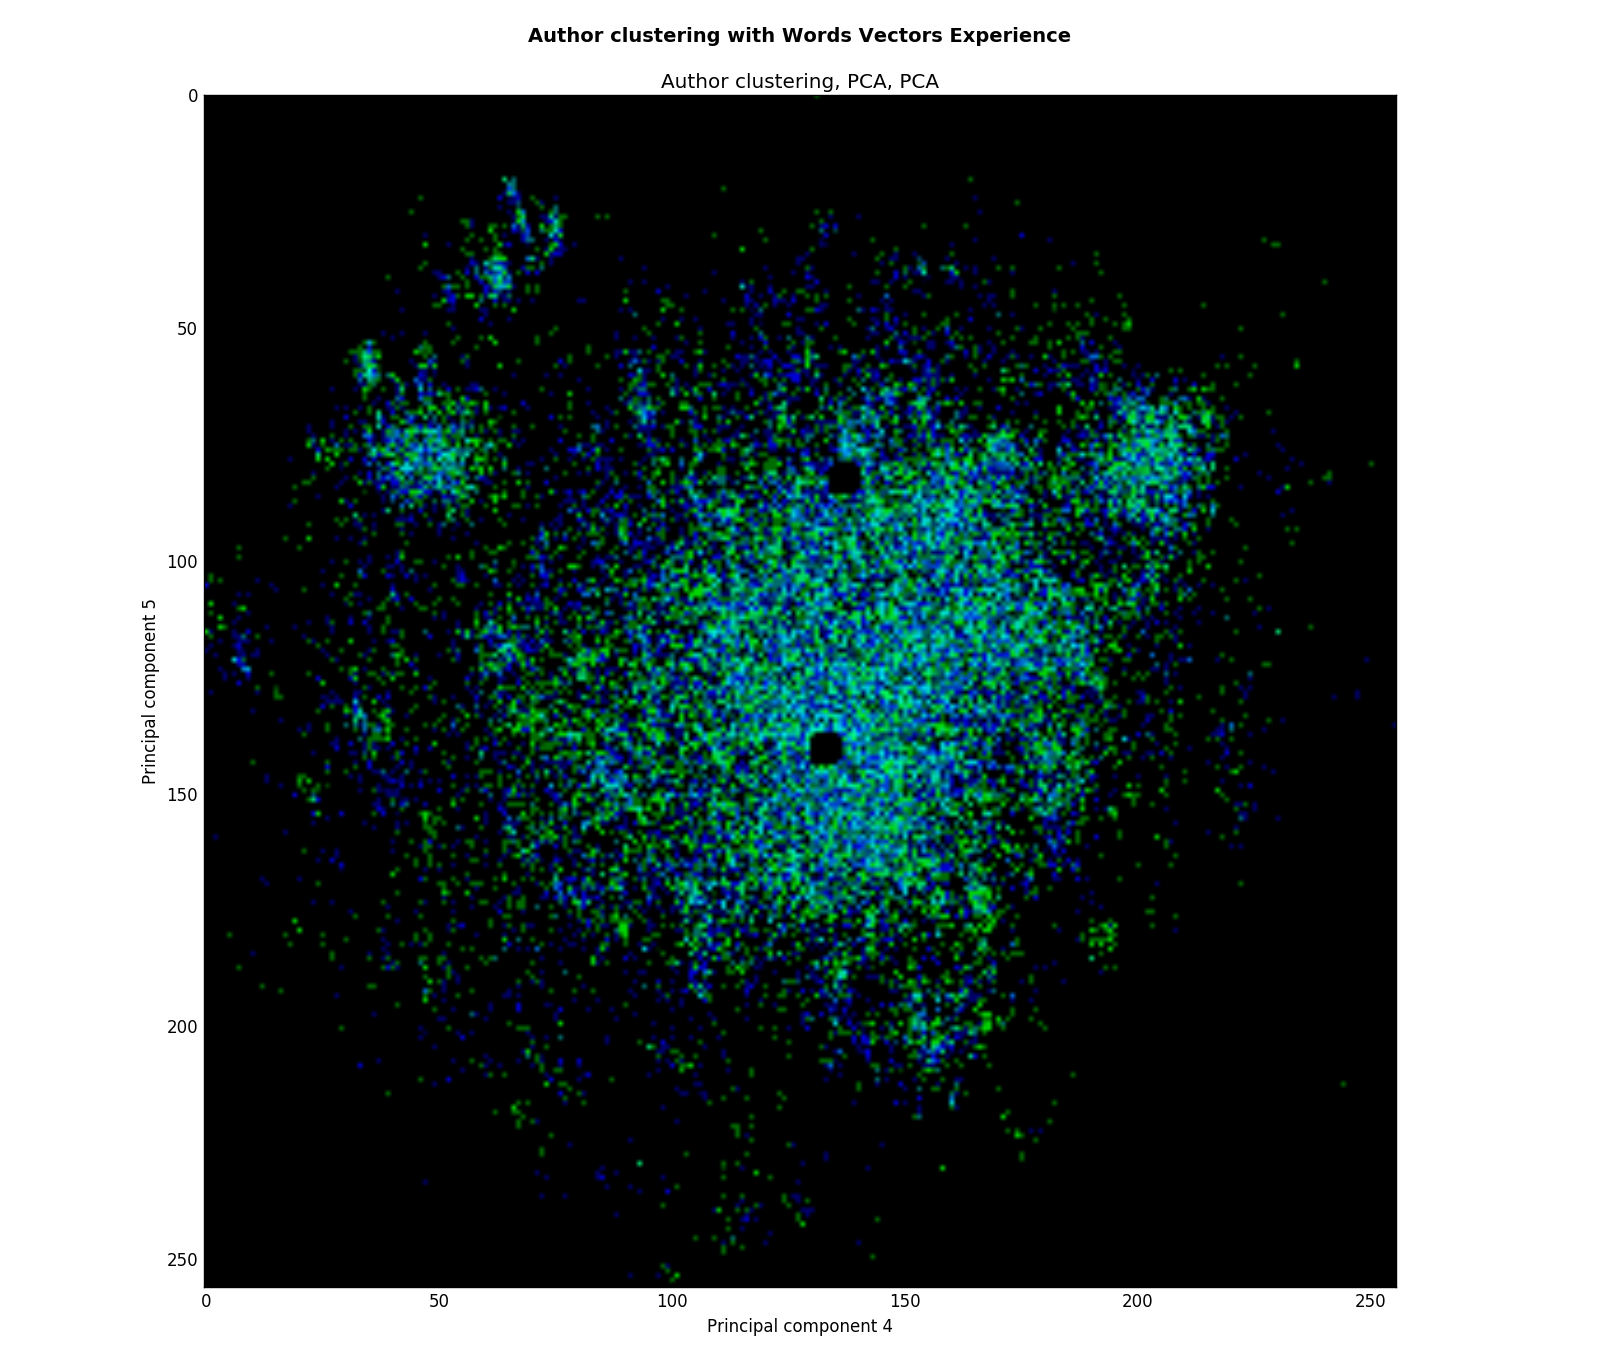 Author clustering with Words Vectors Experience
Author clustering, PCA, PCA
0
50
100
150
200
250
Principal component 5
0 50 100 150 200 250
Principal component 4